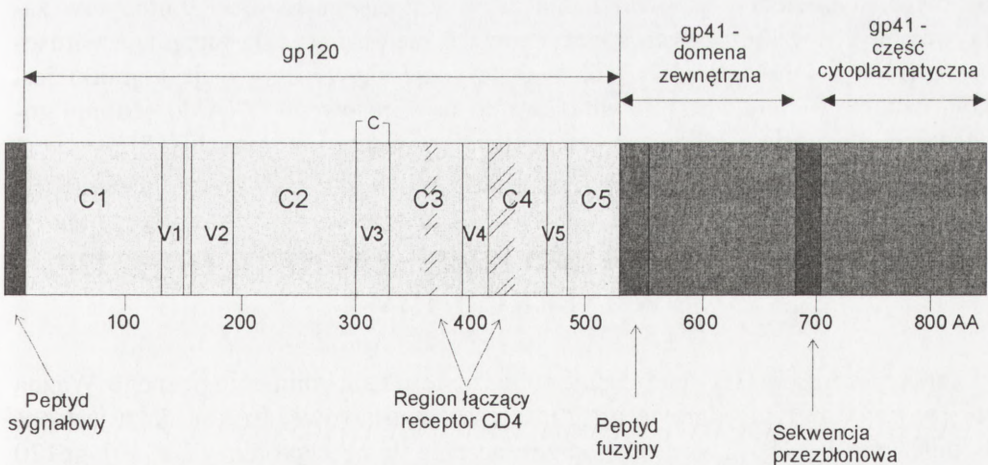 gp120
gp41 -
domena
zewnętrzna
gp41 -
część
cytoplazmatyczna
C
C1
C2
C3
C4
C5
V1
V2
V3
V4
V5
100
200
300
400
500
600
700
800 AA
Peptyd
sygnałowy
Region łączący
receptor CD4
Peptyd
fuzyjny
Sekwencja
przezbłonowa